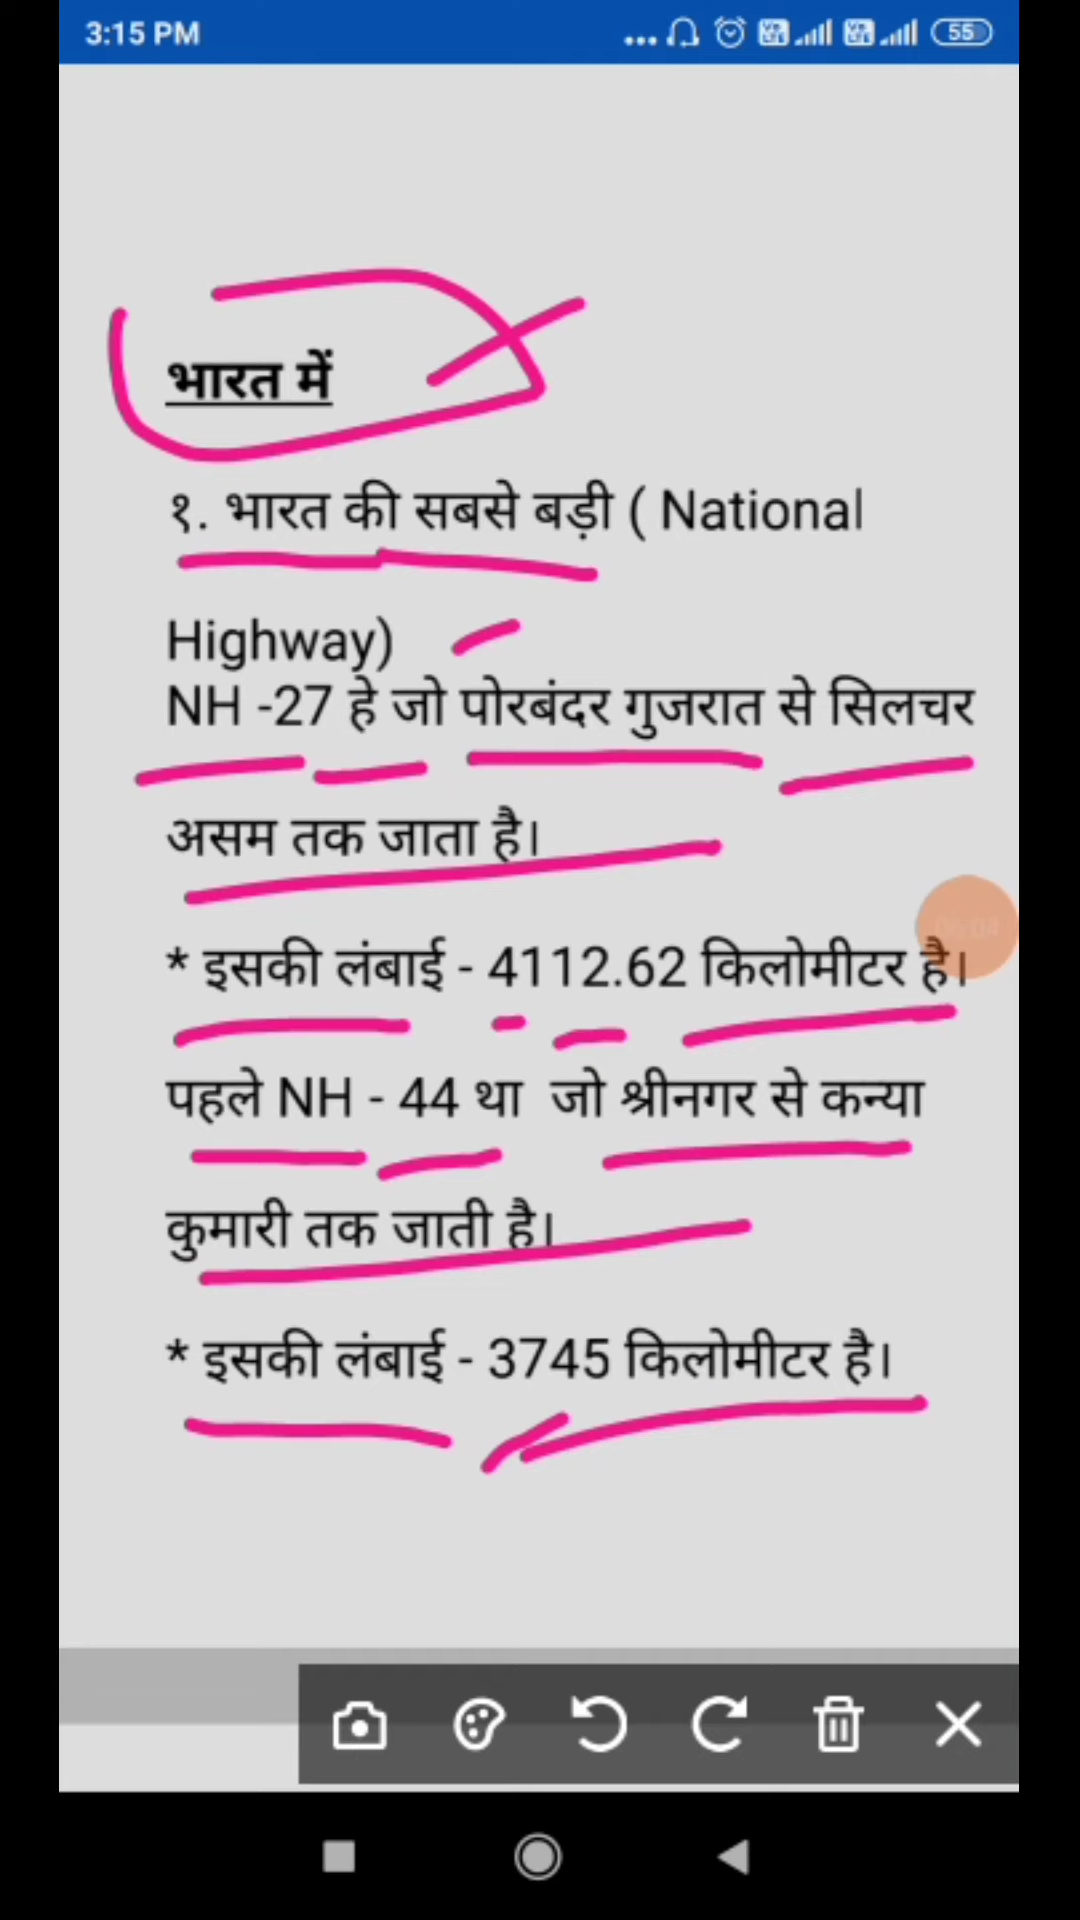 3:15 PM
55
भारत में
१. भारत की सबसे बड़ी ( National
Highway)
NH -27 हे जो पोरबंदर गुजरात से सिलचर
असम तक जाता है।
* इसकी लंबाई - 4112.62 किलोमीटर है।
पहले NH - 44 था जो श्रीनगर से कन्या
कुमारी तक जाती है।
* इसकी लंबाई - 3745 किलोमीटर है।